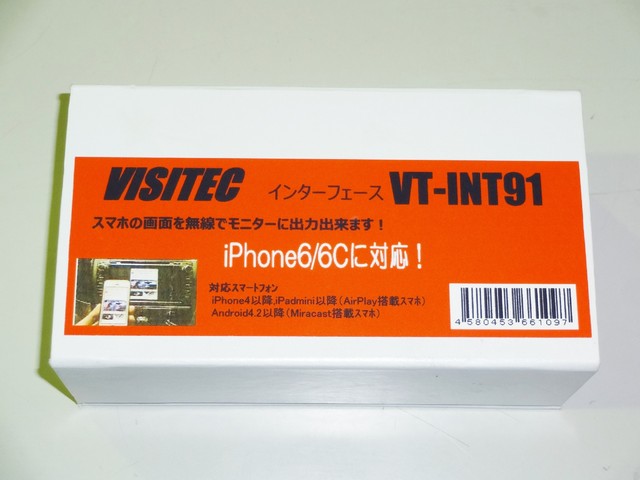 VISITEC インターフェース VT-INT91
スマホの画面を無線でモニターに出力出来ます！
iPhone6/6Cに対応！
対応スマートフォン
iPhone4以降,iPadmini以降(AirPlay搭載スマホ)
Android4.2以降(Miracast搭載スマホ)
4 580453 661097